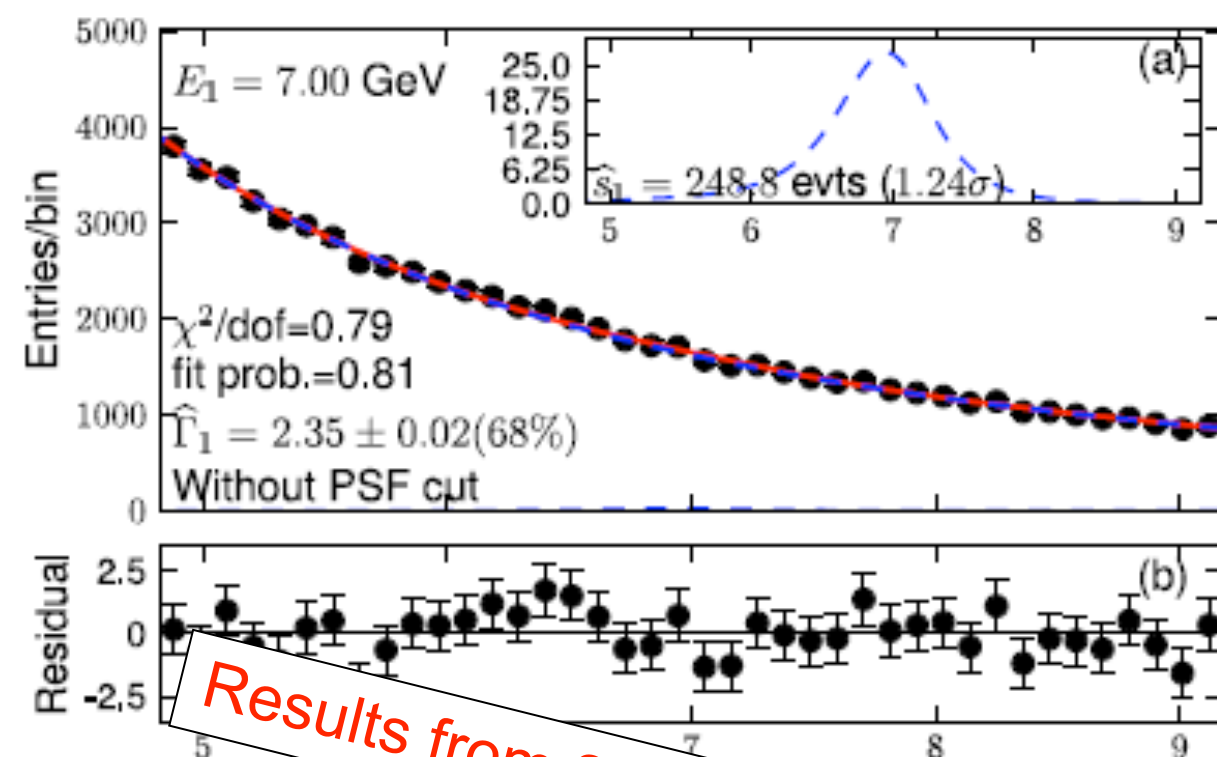 5000
4000
3000
2000
1000
0
Entries/bin
E₁ = 7.00 GeV
(a)
25.0
18.75
12.5
6.25
0.0
ŝ₁ = 248.8 evts (1.24σ)
5 6 7 8 9
χ²/dof=0.79
fit prob.=0.81
Γ̂₁ = 2.35 ± 0.02(68%)
Without PSF cut
(b)
Residual
2.5
0
-2.5
Results from
5 7 8 9